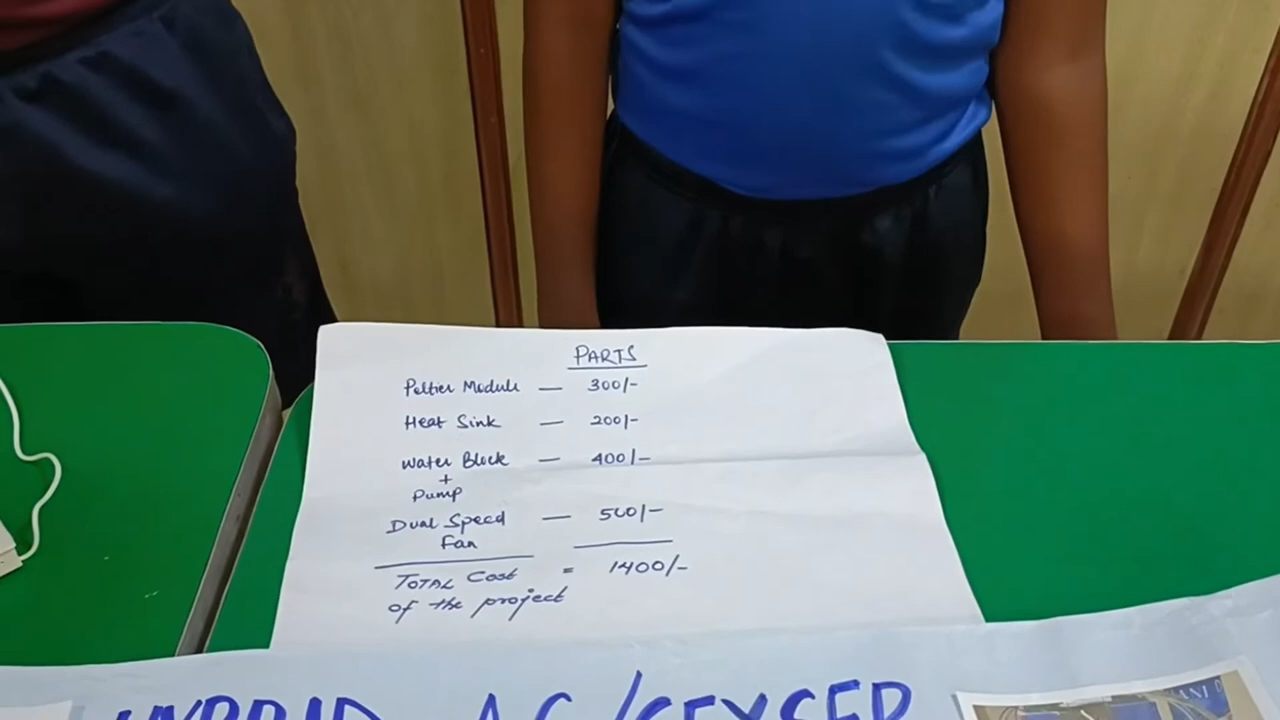 PARTS
Peltier Module — 300/-
Heat Sink — 200/-
Water Block — 400/-
+
Pump
Dual Speed — 500/-
Fan
TOTAL Cost = 1400/-
of the project
HYBRID AC/GEYSER